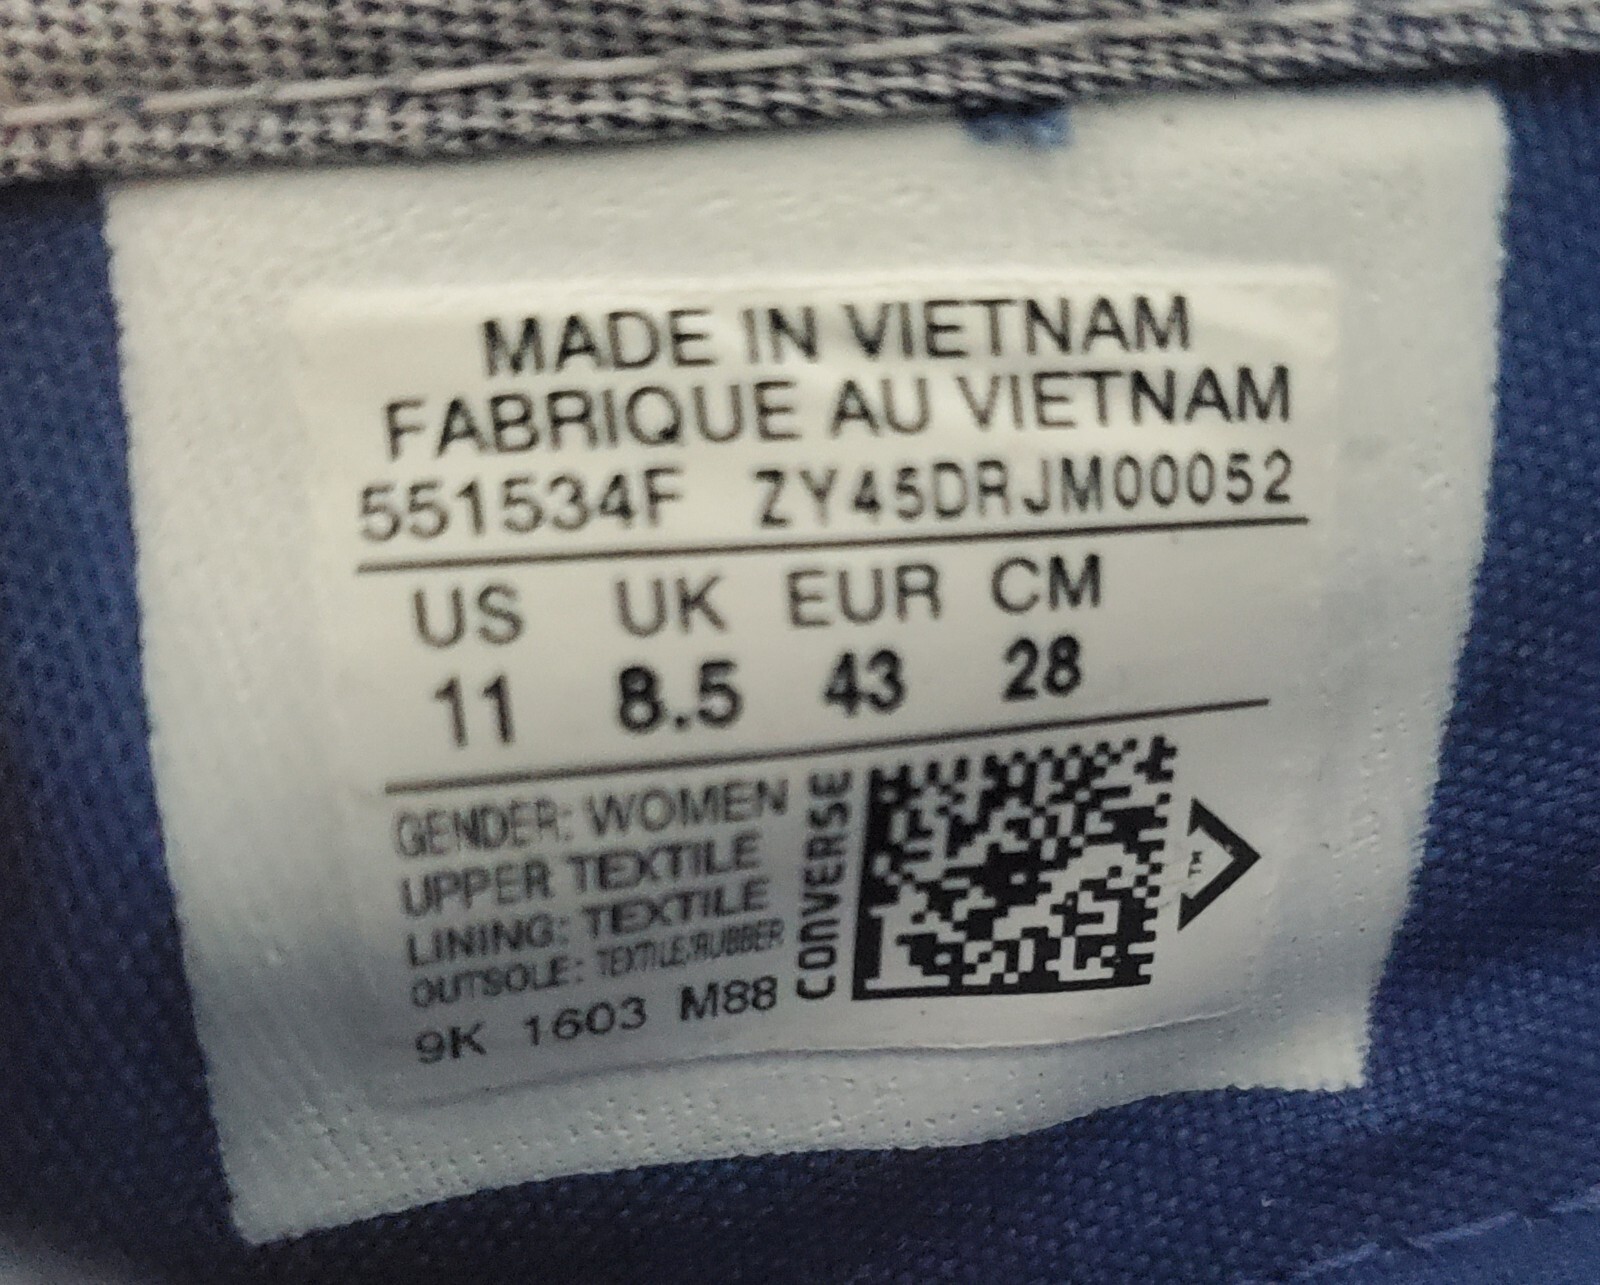 MADE IN VIETNAM
FABRIQUE AU VIETNAM
551534F ZY45DRJM00052
US UK EUR CM
11 8.5 43 28
GENDER: WOMEN
UPPER TEXTILE
LINING: TEXTILE
OUTSOLE: TEXTILE/RUBBER
9K 1603 M88
CONVERSE
TM